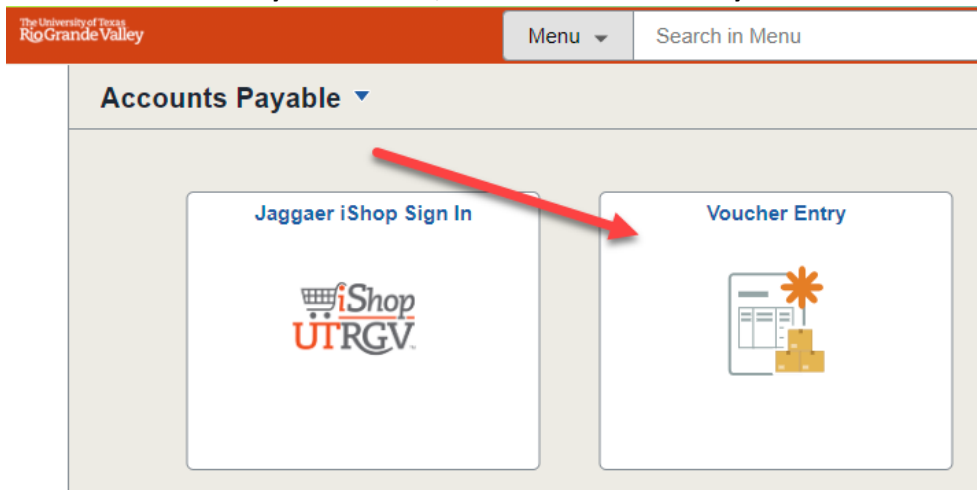 The University of Texas
RioGrande Valley
Menu
Search in Menu
Accounts Payable
Jaggaer iShop Sign In
Voucher Entry
iShop
UTRGV